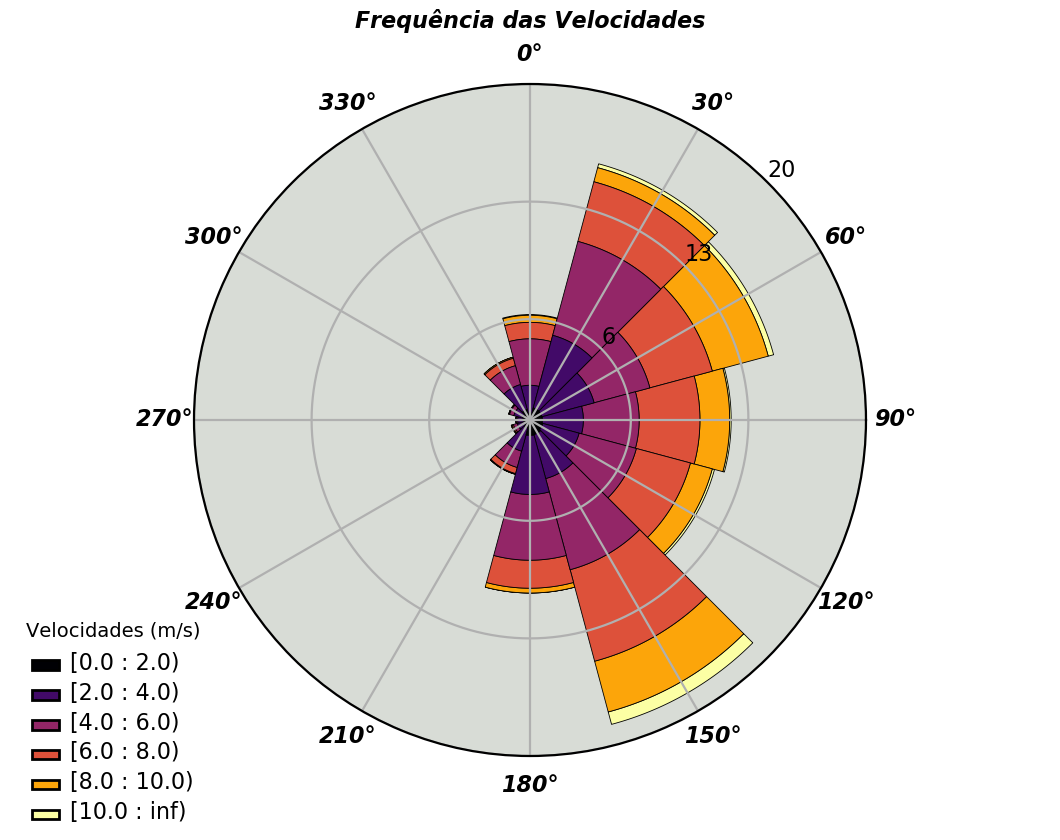 Frequência das Velocidades
0°
30°
60°
90°
120°
150°
180°
210°
240°
270°
300°
330°
6
13
20
Velocidades (m/s)
[0.0 : 2.0)
[2.0 : 4.0)
[4.0 : 6.0)
[6.0 : 8.0)
[8.0 : 10.0)
[10.0 : inf)